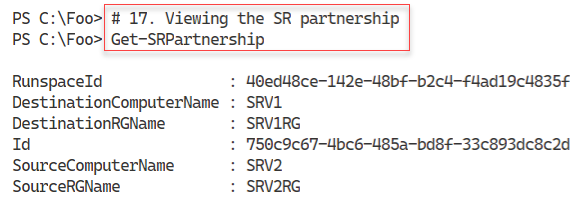 PS C:\Foo> # 17. Viewing the SR partnership
PS C:\Foo> Get-SRPartnership
RunspaceId              : 40ed48ce-142e-48bf-b2c4-f4ad19c4835f
DestinationComputerName : SRV1
DestinationRGName       : SRV1RG
Id                      : 750c9c67-4bc6-485a-bd8f-33c893dc8c2d
SourceComputerName      : SRV2
SourceRGName            : SRV2RG